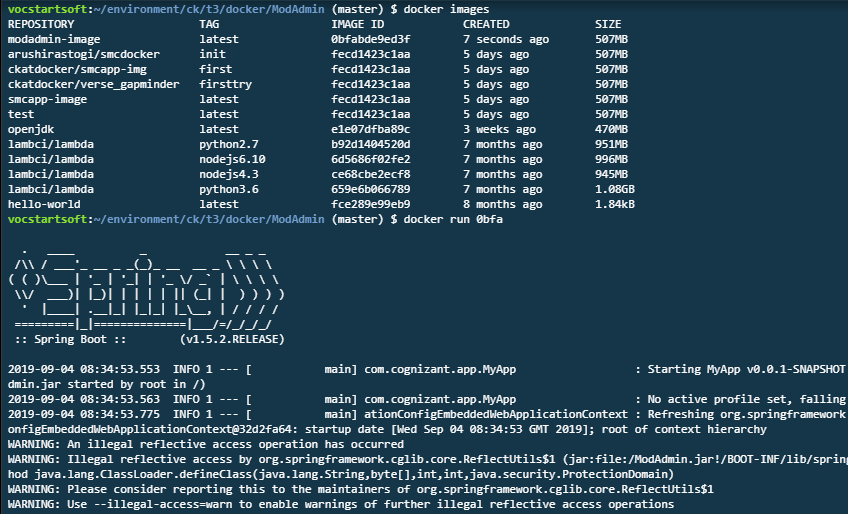 vocstartsoft:~/environment/ck/t3/docker/ModAdmin (master) $ docker images
REPOSITORY                TAG                 IMAGE ID            CREATED             SIZE
modadmin-image            latest              0bfabde9ed3f        7 seconds ago       507MB
arushirastogi/smcdocker   init                fecd1423c1aa        5 days ago          507MB
ckatdocker/smcapp-img     first               fecd1423c1aa        5 days ago          507MB
ckatdocker/verse_gapminder   firsttry         fecd1423c1aa        5 days ago          507MB
smcapp-image              latest              fecd1423c1aa        5 days ago          507MB
test                      latest              fecd1423c1aa        5 days ago          507MB
openjdk                   latest              e1e07dfba89c        3 weeks ago         470MB
lambci/lambda             python2.7           b92d1404520d        7 months ago        951MB
lambci/lambda             nodejs6.10          6d5686f02fe2        7 months ago        996MB
lambci/lambda             nodejs4.3           ce68cbe2ecf8        7 months ago        945MB
lambci/lambda             python3.6           659e6b066789        7 months ago        1.08GB
hello-world               latest              fce289e99eb9        8 months ago        1.84kB
vocstartsoft:~/environment/ck/t3/docker/ModAdmin (master) $ docker run 0bfa
  .   ____          _            __ _ _
 /\\ / ___'_ __ _ _(_)_ __  __ _ \ \ \ \
( ( )\___ | '_ | '_| | '_ \/ _` | \ \ \ \
 \\/  ___)| |_)| | | | | || (_| |  ) ) ) )
  '  |____| .__|_| |_|_| |_\__, | / / / /
 =========|_|==============|___/=/_/_/_/
 :: Spring Boot ::        (v1.5.2.RELEASE)
2019-09-04 08:34:53.553  INFO 1 --- [           main] com.cognizant.app.MyApp                  : Starting MyApp v0.0.1-SNAPSHOT
dmin.jar started by root in /)
2019-09-04 08:34:53.563  INFO 1 --- [           main] com.cognizant.app.MyApp                  : No active profile set, falling
2019-09-04 08:34:53.775  INFO 1 --- [           main] ationConfigEmbeddedWebApplicationContext : Refreshing org.springframework
onfigEmbeddedWebApplicationContext@32d2fa64: startup date [Wed Sep 04 08:34:53 GMT 2019]; root of context hierarchy
WARNING: An illegal reflective access operation has occurred
WARNING: Illegal reflective access by org.springframework.cglib.core.ReflectUtils$1 (jar:file:/ModAdmin.jar!/BOOT-INF/lib/spring
hod java.lang.ClassLoader.defineClass(java.lang.String,byte[],int,int,java.security.ProtectionDomain)
WARNING: Please consider reporting this to the maintainers of org.springframework.cglib.core.ReflectUtils$1
WARNING: Use --illegal-access=warn to enable warnings of further illegal reflective access operations